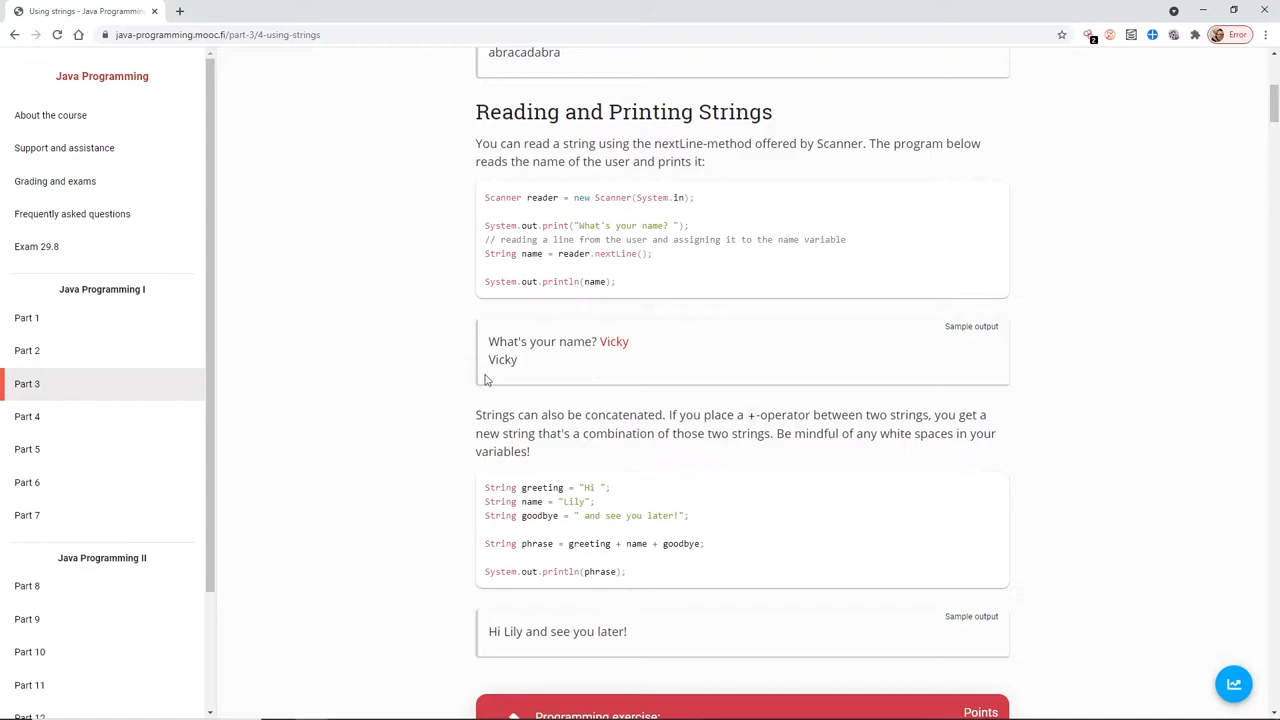 Using strings - Java Programming
java-programming.mooc.fi/part-3/4-using-strings
2
Error
Java Programming
About the course
Support and assistance
Grading and exams
Frequently asked questions
Exam 29.8
Java Programming I
Part 1
Part 2
Part 3
Part 4
Part 5
Part 6
Part 7
Java Programming II
Part 8
Part 9
Part 10
Part 11
Part 12
abracadabra
Reading and Printing Strings
You can read a string using the nextLine-method offered by Scanner. The program below
reads the name of the user and prints it:
Scanner reader = new Scanner(System.in);
System.out.print("What's your name? ");
// reading a line from the user and assigning it to the name variable
String name = reader.nextLine();
System.out.println(name);
Sample output
What's your name? Vicky
Vicky
Strings can also be concatenated. If you place a +-operator between two strings, you get a
new string that's a combination of those two strings. Be mindful of any white spaces in your
variables!
String greeting = "Hi ";
String name = "Lily";
String goodbye = " and see you later!";
String phrase = greeting + name + goodbye;
System.out.println(phrase);
Sample output
Hi Lily and see you later!
Programming exercise:
Points